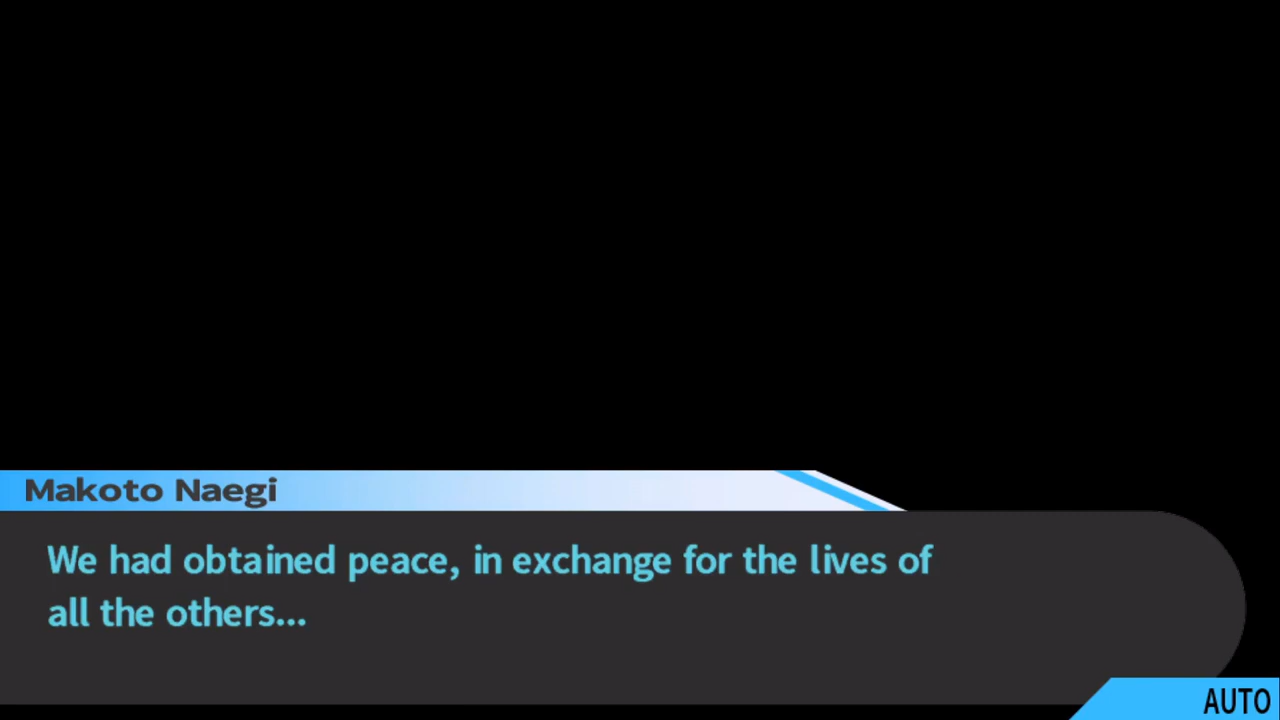 Makoto Naegi
We had obtained peace, in exchange for the lives of
all the others...
AUTO